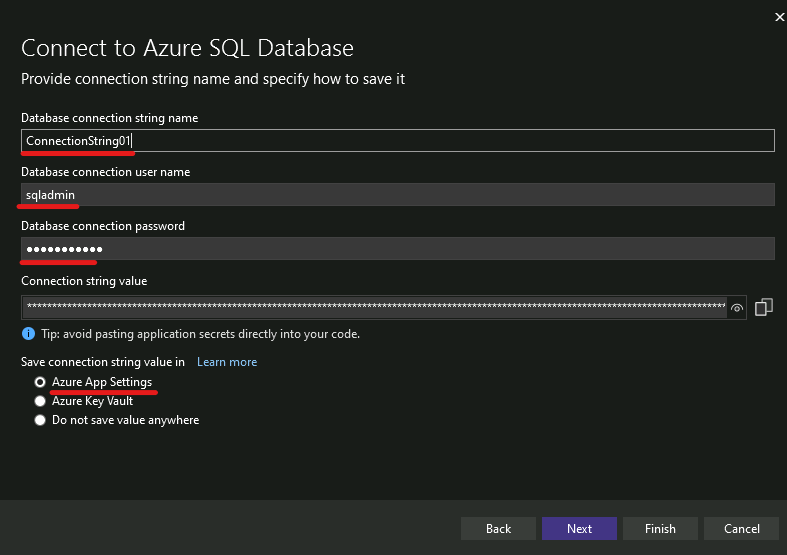 Connect to Azure SQL Database
Provide connection string name and specify how to save it
Database connection string name
ConnectionString01
Database connection user name
sqladmin
Database connection password
●●●●●●●●●●●
Connection string value
Tip: avoid pasting application secrets directly into your code.
Save connection string value in Learn more
Azure App Settings
Azure Key Vault
Do not save value anywhere
Back Next Finish Cancel